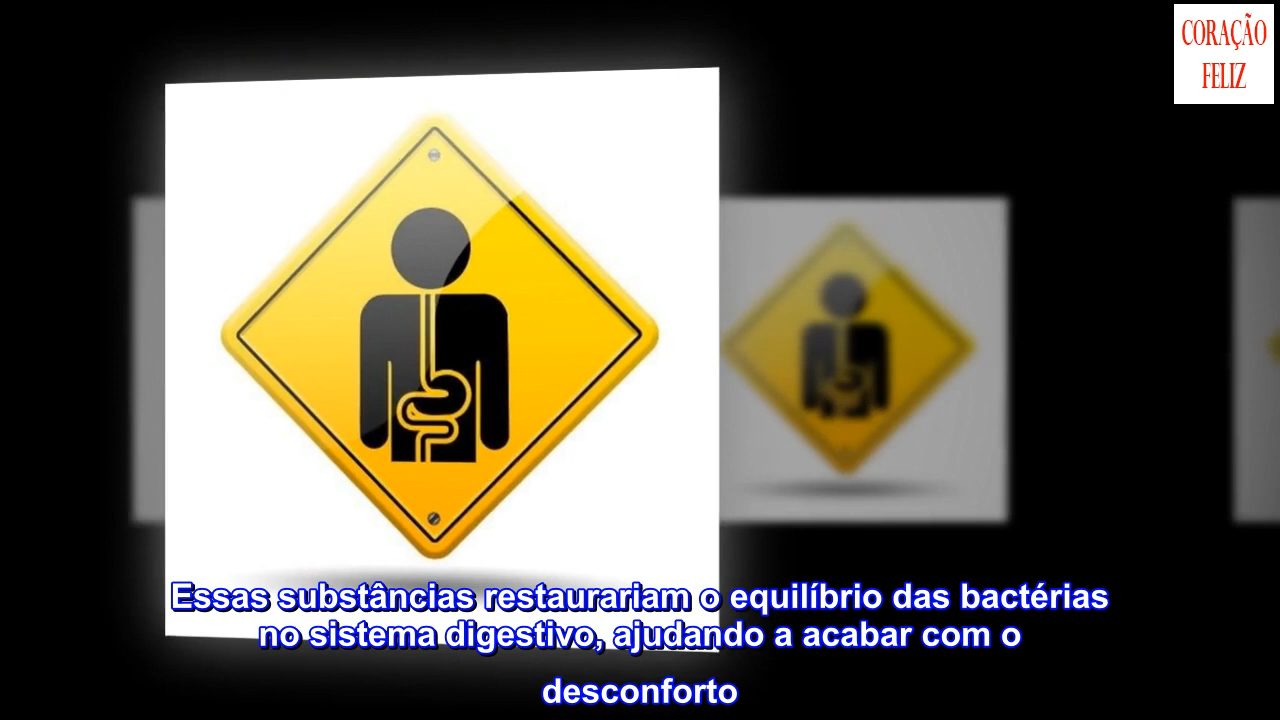 CORAÇÃO
FELIZ
Essas substâncias restaurariam o equilíbrio das bactérias
no sistema digestivo, ajudando a acabar com o
desconforto